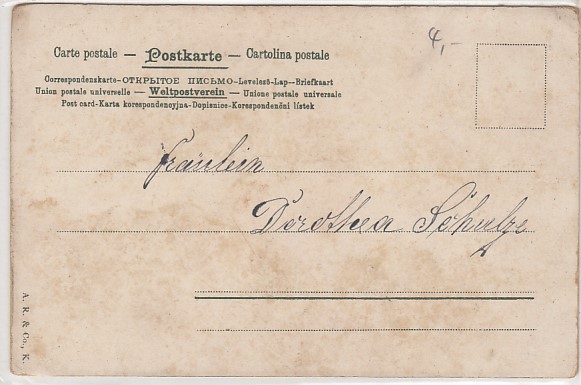 4,-
Carte postale — Postkarte — Cartolina postale
Correspondenskarte-ОТКРЫТОЕ ПИСЬМО-Levelező-Lap--Briefkaart
Union postale universelle — Weltpostverein — Unione postale universale
Post card-Karta korespondencyjna-Dopisnice-Korespondenční lístek
Fräulein
Dorothea Schulze
A. R. & Co., K.